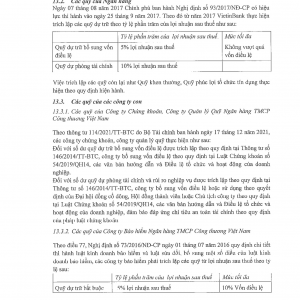 13.2. Các quỹ của Ngân hàng
Ngày 07 tháng 08 năm 2017 Chính phủ ban hành Nghị định số 93/2017/NĐ-CP có hiệu
lực thi hành vào ngày 25 tháng 9 năm 2017. Theo đó từ năm 2017 VietinBank thực hiện
trích lập các quỹ dự trữ theo tỷ lệ phần trăm của lợi nhuận sau thuế như sau:
Tỷ lệ phần trăm của lợi nhuận sau thuế Mức tối đa
Quỹ dự trữ bổ sung vốn điều lệ 5% lợi nhuận sau thuế Không vượt quá vốn điều lệ
Quỹ dự phòng tài chính 10% lợi nhuận sau thuế
Việc trích lập các quỹ còn lại như Quỹ khen thưởng, Quỹ phúc lợi tổ chức tín dụng thực
hiện theo quy định hiện hành.
13.3. Các quỹ của các công ty con
13.3.1. Các quỹ của Công ty Chứng khoán, Công ty Quản lý Quỹ Ngân hàng TMCP
Công thương Việt Nam
Theo thông tư 114/2021/TT-BTC do Bộ Tài chính ban hành ngày 17 tháng 12 năm 2021,
các công ty chứng khoán, công ty quản lý quỹ thực hiện như sau:
Đối với số dư quỹ dự trữ bổ sung vốn điều lệ được trích lập theo quy định tại Thông tư số
146/2014/TT-BTC, công ty bổ sung vốn điều lệ theo quy định tại Luật Chứng khoán số
54/2019/QH14, các văn bản hướng dẫn và Điều lệ tổ chức và hoạt động của doanh
nghiệp.
Đối với số dư quỹ dự phòng tài chính và rủi ro nghiệp vụ được trích lập theo quy định tại
Thông tư số 146/2014/TT-BTC, công ty bổ sung vốn điều lệ hoặc sử dụng theo quyết
định của Đại hội đồng cổ đông, Hội đồng thành viên hoặc Chủ tịch công ty theo quy định
tại Luật Chứng khoán số 54/2019/QH14, các văn bản hướng dẫn và Điều lệ tổ chức và
hoạt động của doanh nghiệp, đảm bảo đáp ứng chỉ tiêu an toàn tài chính theo quy định
của pháp luật chứng khoán
13.3.2. Các quỹ của Công ty Bảo hiểm Ngân hàng TMCP Công thương Việt Nam
Theo điều 77, Nghị định số 73/2016/NĐ-CP ngày 01 tháng 07 năm 2016 quy định chi tiết
thi hành luật kinh doanh bảo hiểm và luật sửa đổi, bổ sung một số điều của luật kinh
doanh bảo hiểm, các công ty bảo hiểm phải trích lập các quỹ từ lợi nhuận sau thuế theo tỷ
lệ sau:
Tỷ lệ phần trăm của lợi nhuận sau thuế Mức tối đa
Quỹ dự trữ bắt buộc 5% lợi nhuận sau thuế 10% vốn điều lệ